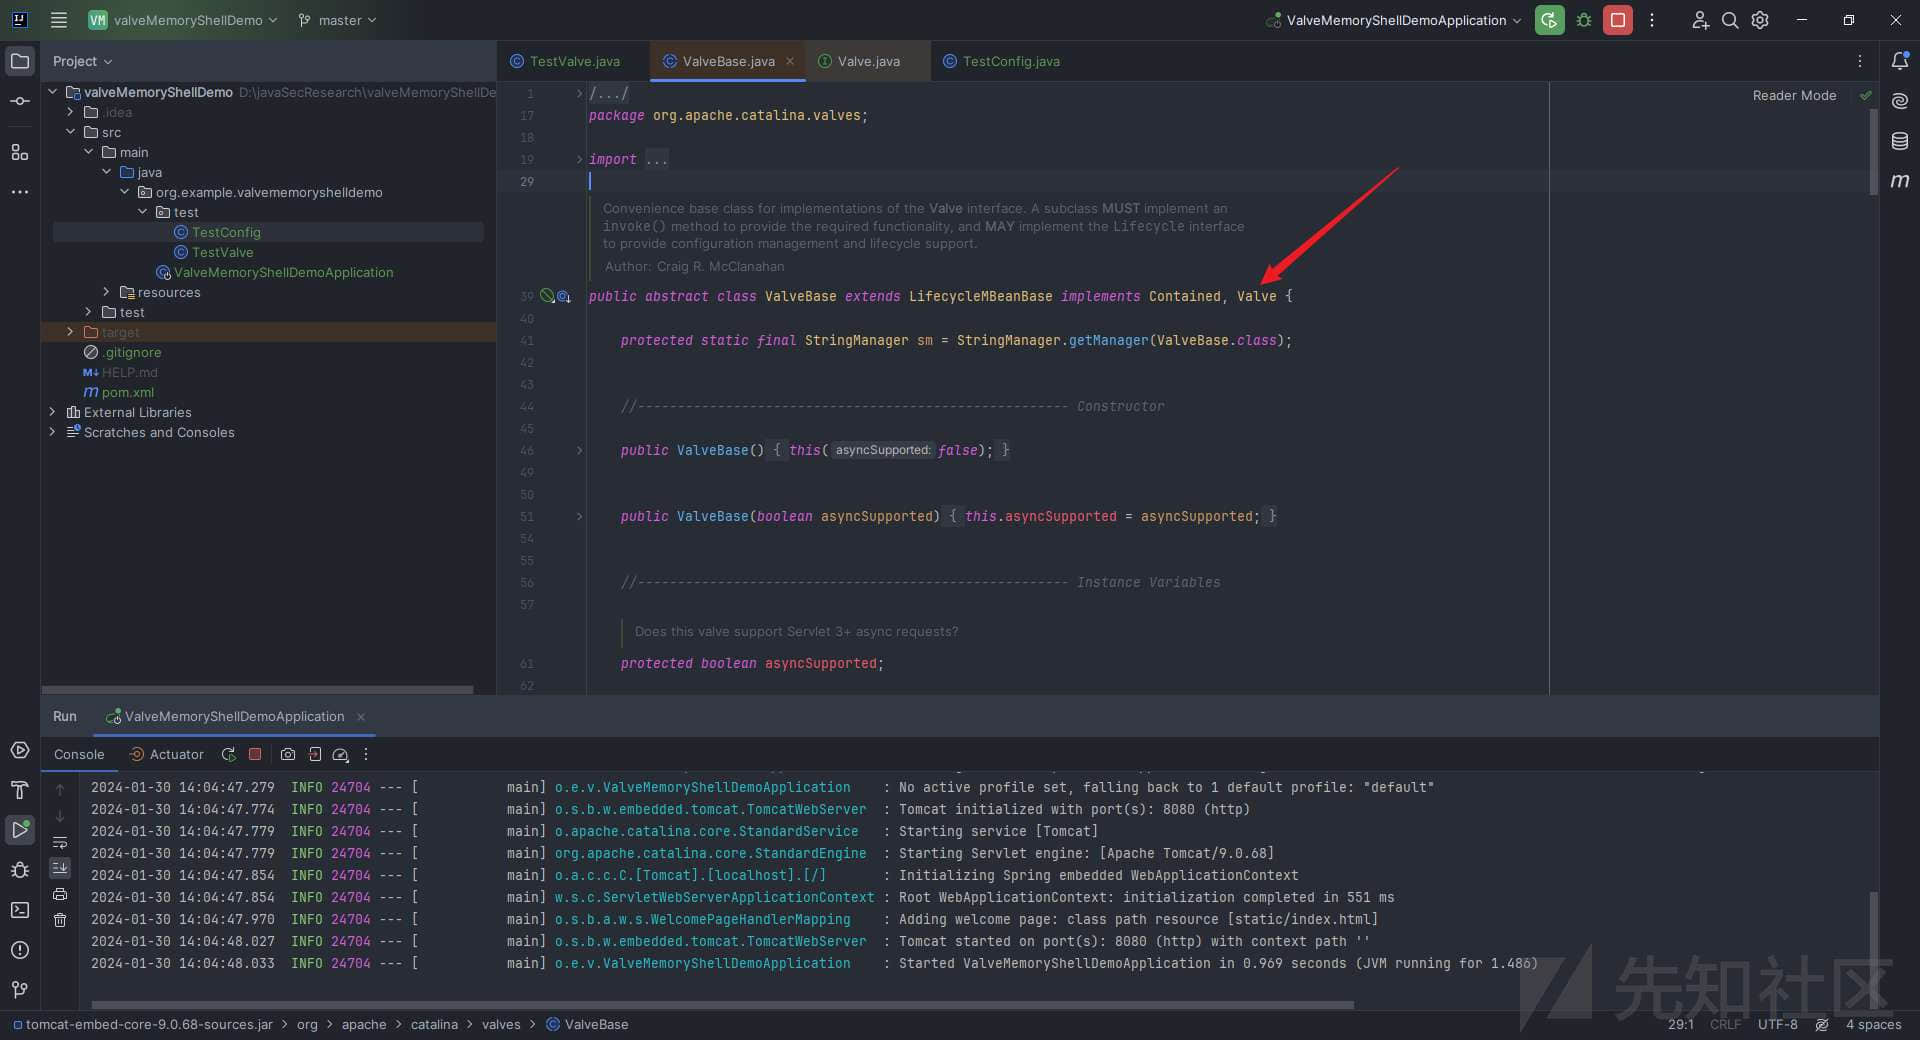 VM valveMemoryShellDemo master ValveMemoryShellDemoApplication
Project TestValve.java ValveBase.java Valve.java TestConfig.java
valveMemoryShellDemo D:\javaSecResearch\valveMemoryShellDe
.idea
src
main
java
org.example.valvememoryshelldemo
test
TestConfig
TestValve
ValveMemoryShellDemoApplication
resources
test
target
.gitignore
M↓ HELP.md
m pom.xml
External Libraries
Scratches and Consoles
Reader Mode
1 /.../
17 package org.apache.catalina.valves;
18
19 import ...
29
Convenience base class for implementations of the Valve interface. A subclass MUST implement an
invoke() method to provide the required functionality, and MAY implement the Lifecycle interface
to provide configuration management and lifecycle support.
Author: Craig R. McClanahan
39 public abstract class ValveBase extends LifecycleMBeanBase implements Contained, Valve {
40
41 protected static final StringManager sm = StringManager.getManager(ValveBase.class);
42
43
44 //------------------------------------------------------ Constructor
45
46 public ValveBase() { this( asyncSupported: false); }
49
50
51 public ValveBase(boolean asyncSupported) { this.asyncSupported = asyncSupported; }
54
55
56 //------------------------------------------------------ Instance Variables
57
Does this valve support Servlet 3+ async requests?
61 protected boolean asyncSupported;
62
Run ValveMemoryShellDemoApplication
Console Actuator
2024-01-30 14:04:47.279 INFO 24704 --- [ main] o.e.v.ValveMemoryShellDemoApplication : No active profile set, falling back to 1 default profile: "default"
2024-01-30 14:04:47.774 INFO 24704 --- [ main] o.s.b.w.embedded.tomcat.TomcatWebServer : Tomcat initialized with port(s): 8080 (http)
2024-01-30 14:04:47.779 INFO 24704 --- [ main] o.apache.catalina.core.StandardService : Starting service [Tomcat]
2024-01-30 14:04:47.779 INFO 24704 --- [ main] org.apache.catalina.core.StandardEngine : Starting Servlet engine: [Apache Tomcat/9.0.68]
2024-01-30 14:04:47.854 INFO 24704 --- [ main] o.a.c.c.C.[Tomcat].[localhost].[/] : Initializing Spring embedded WebApplicationContext
2024-01-30 14:04:47.854 INFO 24704 --- [ main] w.s.c.ServletWebServerApplicationContext : Root WebApplicationContext: initialization completed in 551 ms
2024-01-30 14:04:47.970 INFO 24704 --- [ main] o.s.b.a.w.s.WelcomePageHandlerMapping : Adding welcome page: class path resource [static/index.html]
2024-01-30 14:04:48.027 INFO 24704 --- [ main] o.s.b.w.embedded.tomcat.TomcatWebServer : Tomcat started on port(s): 8080 (http) with context path ''
2024-01-30 14:04:48.033 INFO 24704 --- [ main] o.e.v.ValveMemoryShellDemoApplication : Started ValveMemoryShellDemoApplication in 0.969 seconds (JVM running for 1.486)
先知社区
tomcat-embed-core-9.0.68-sources.jar > org > apache > catalina > valves > ValveBase 29:1 CRLF UTF-8 4 spaces